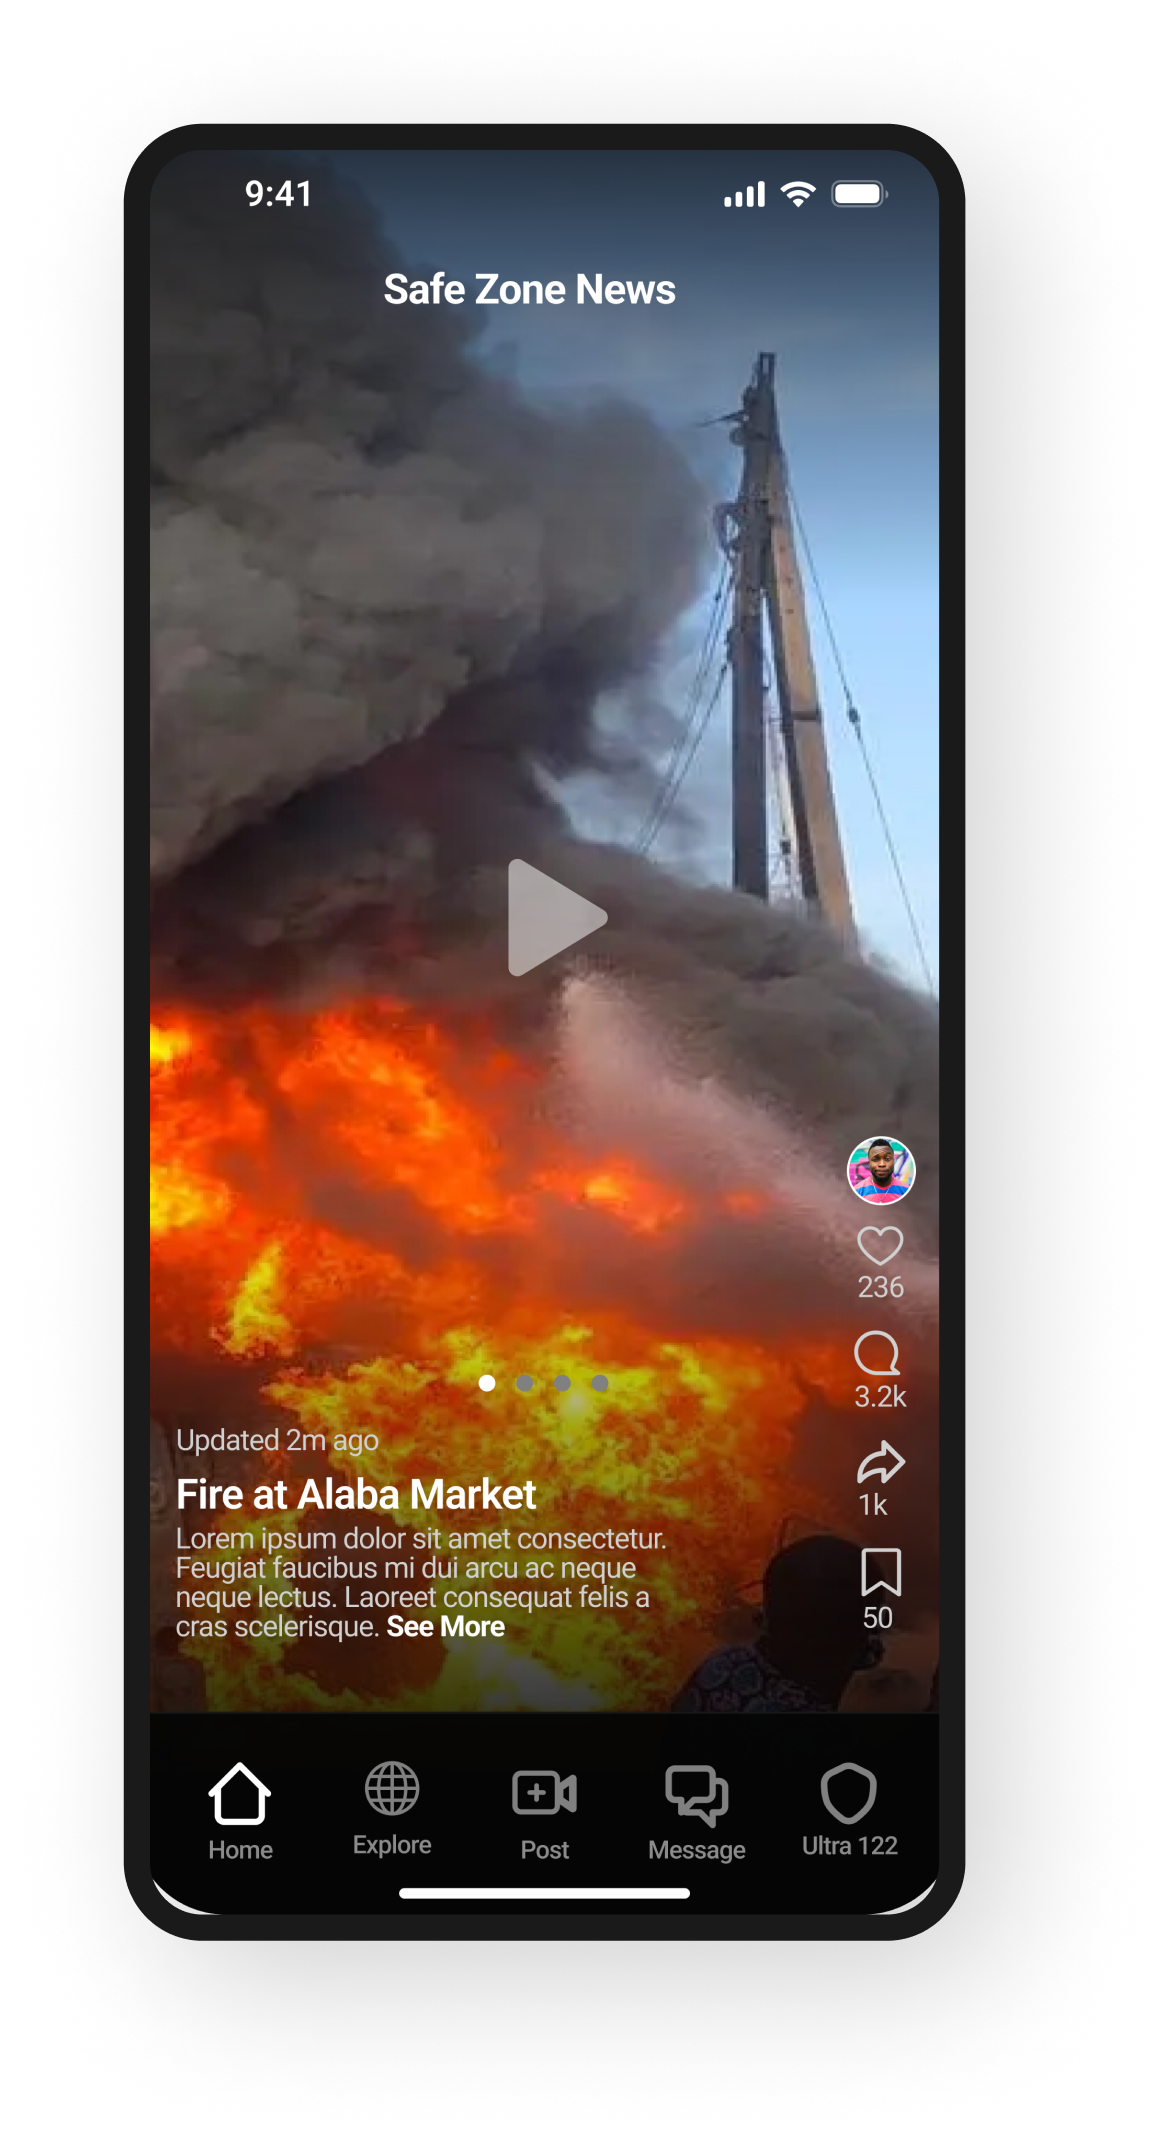 9:41
Safe Zone News
236
3.2k
1k
50
Updated 2m ago
Fire at Alaba Market
Lorem ipsum dolor sit amet consectetur.
Feugiat faucibus mi dui arcu ac neque
neque lectus. Laoreet consequat felis a
cras scelerisque. See More
Home
Explore
Post
Message
Ultra 122